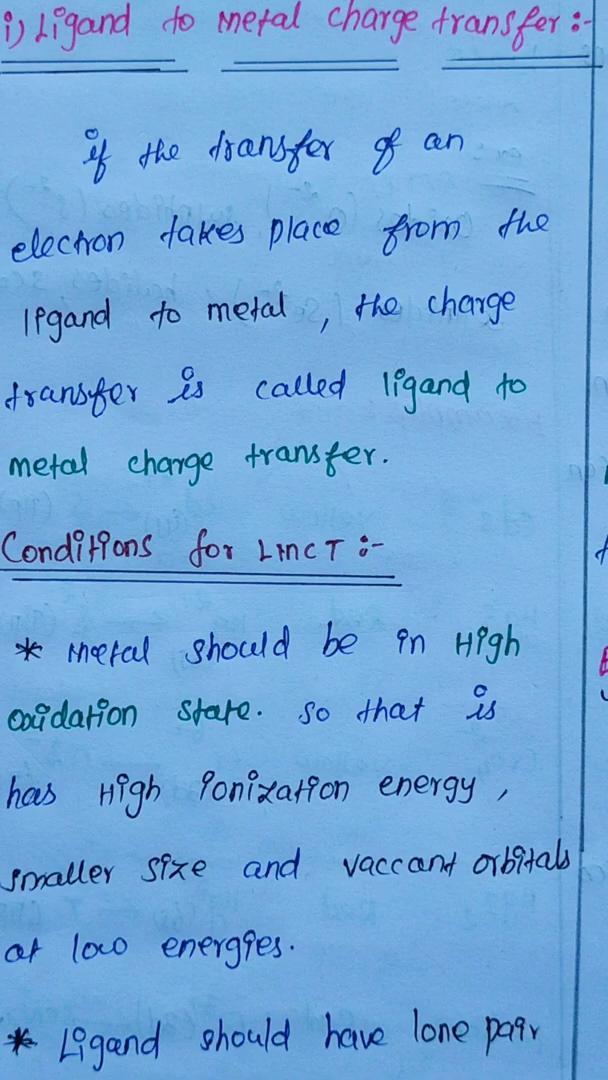 i) Ligand to metal charge transfer :-
if the transfer of an
electron takes place from the
ligand to metal, the charge
transfer is called ligand to
metal charge transfer.
Conditions for LMCT :-
* Metal should be in High
oxidation state. so that is
has High ionization energy,
smaller size and vaccant orbitals
at low energies.
* Ligand should have lone pair